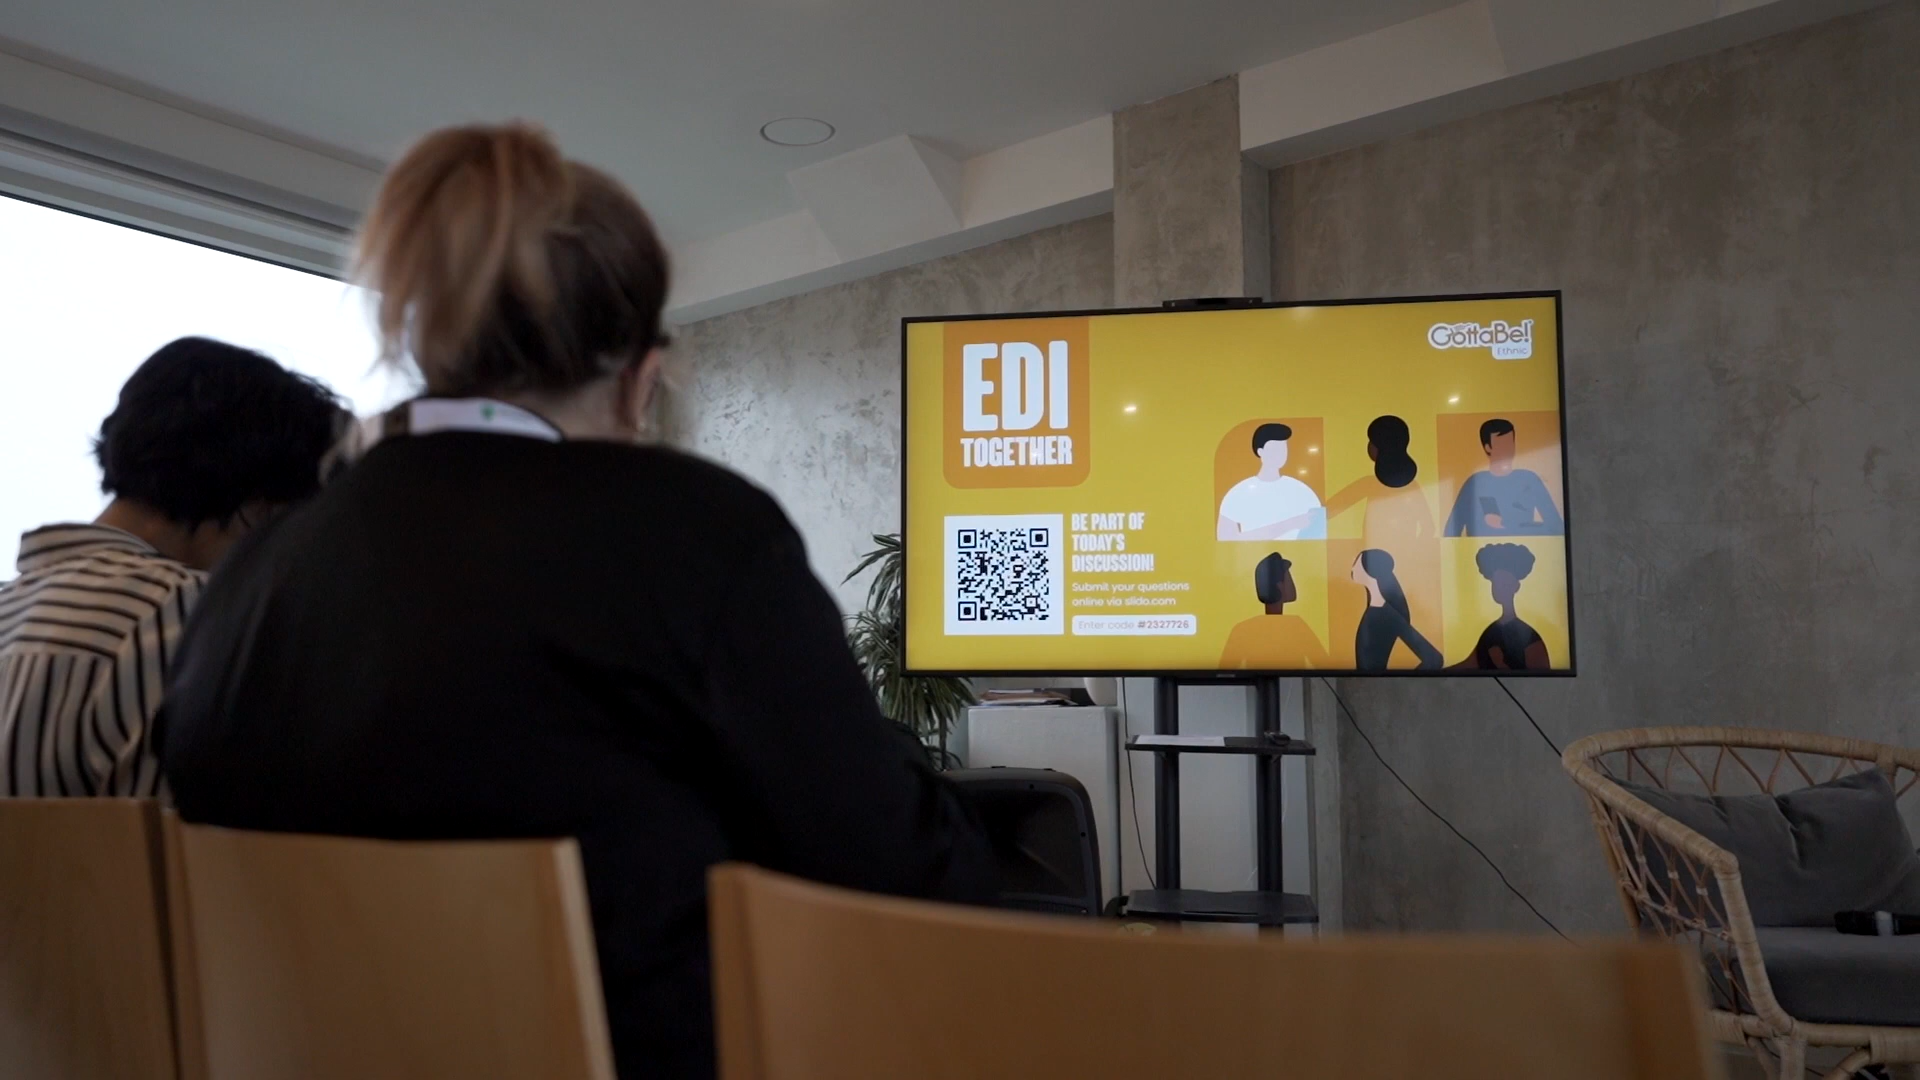 EDI
TOGETHER
GottaBe!
Ethnic
BE PART OF
TODAY'S
DISCUSSION!
Submit your questions
online via slido.com
Enter code #2327726